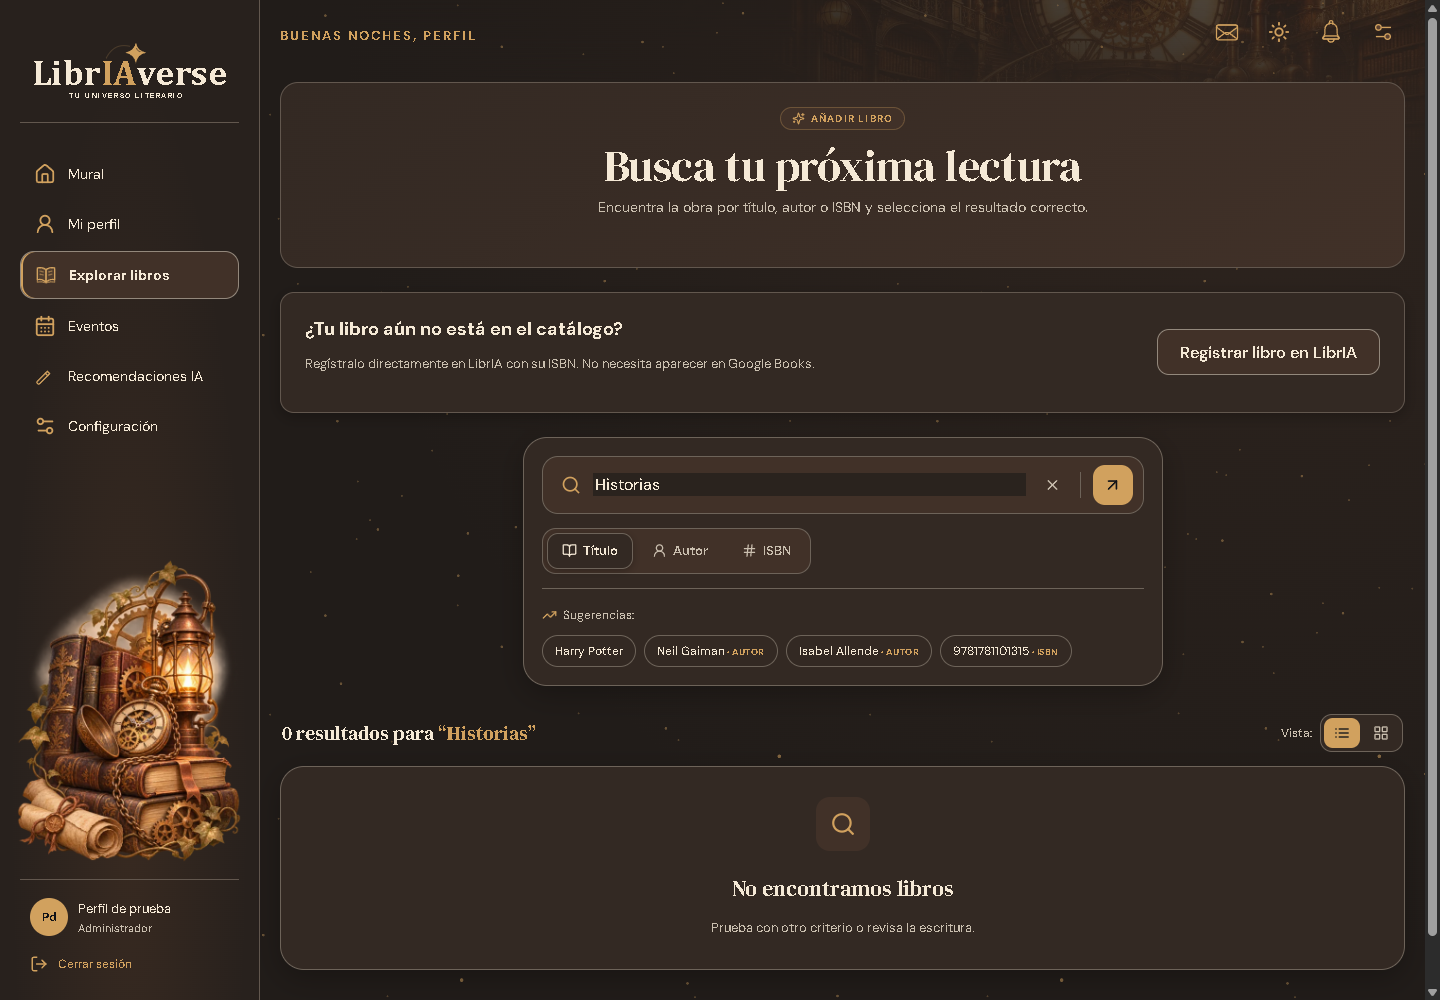 LibrIAverse
TU UNIVERSO LITERARIO
Mural
Mi perfil
Explorar libros
Eventos
Recomendaciones IA
Configuración
Pd
Perfil de prueba
Administrador
Cerrar sesión
BUENAS NOCHES, PERFIL
AÑADIR LIBRO
Busca tu próxima lectura
Encuentra la obra por título, autor o ISBN y selecciona el resultado correcto.
¿Tu libro aún no está en el catálogo?
Regístralo directamente en LibrIA con su ISBN. No necesita aparecer en Google Books.
Registrar libro en LibrIA
Historias
Título Autor ISBN
Sugerencias:
Harry Potter Neil Gaiman · AUTOR Isabel Allende · AUTOR 9781781101315 · ISBN
0 resultados para “Historias”
Vista:
No encontramos libros
Prueba con otro criterio o revisa la escritura.